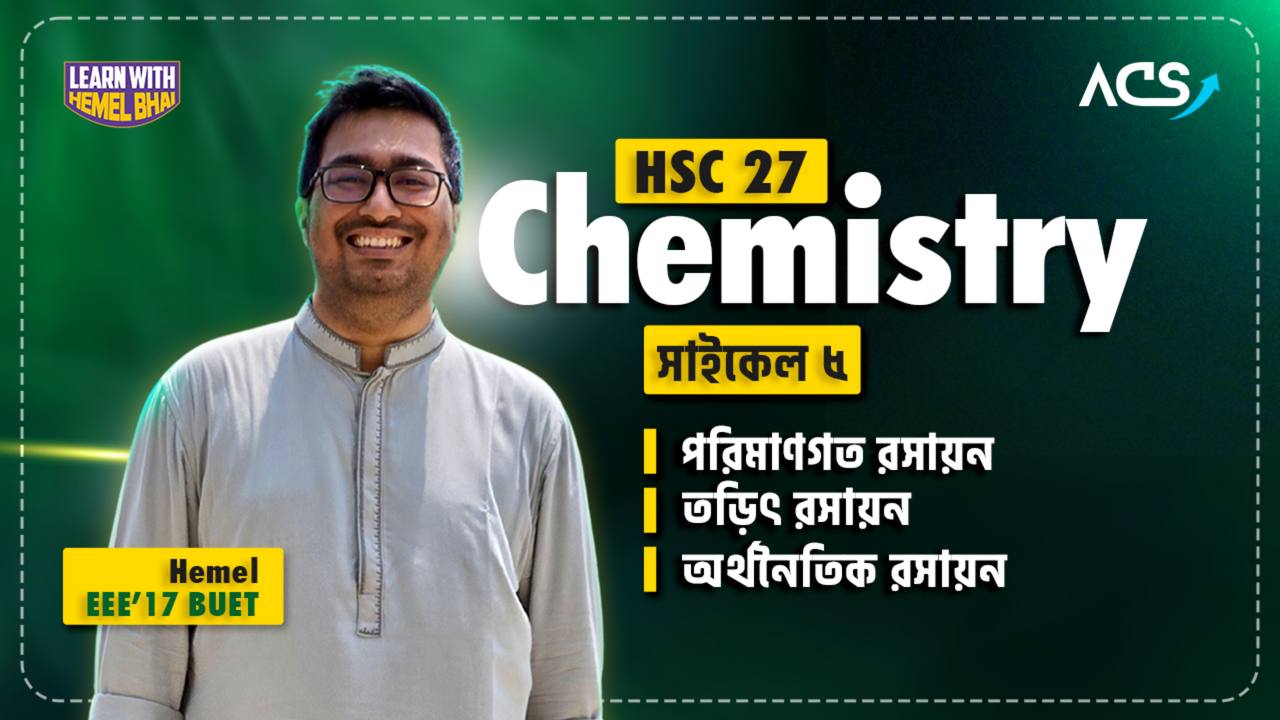 LEARN WITH
HEMEL BHAI
ACS
HSC 27
Chemistry
সাইকেল ৫
পরিমাণগত রসায়ন
তড়িৎ রসায়ন
অর্থনৈতিক রসায়ন
Hemel
EEE'17 BUET